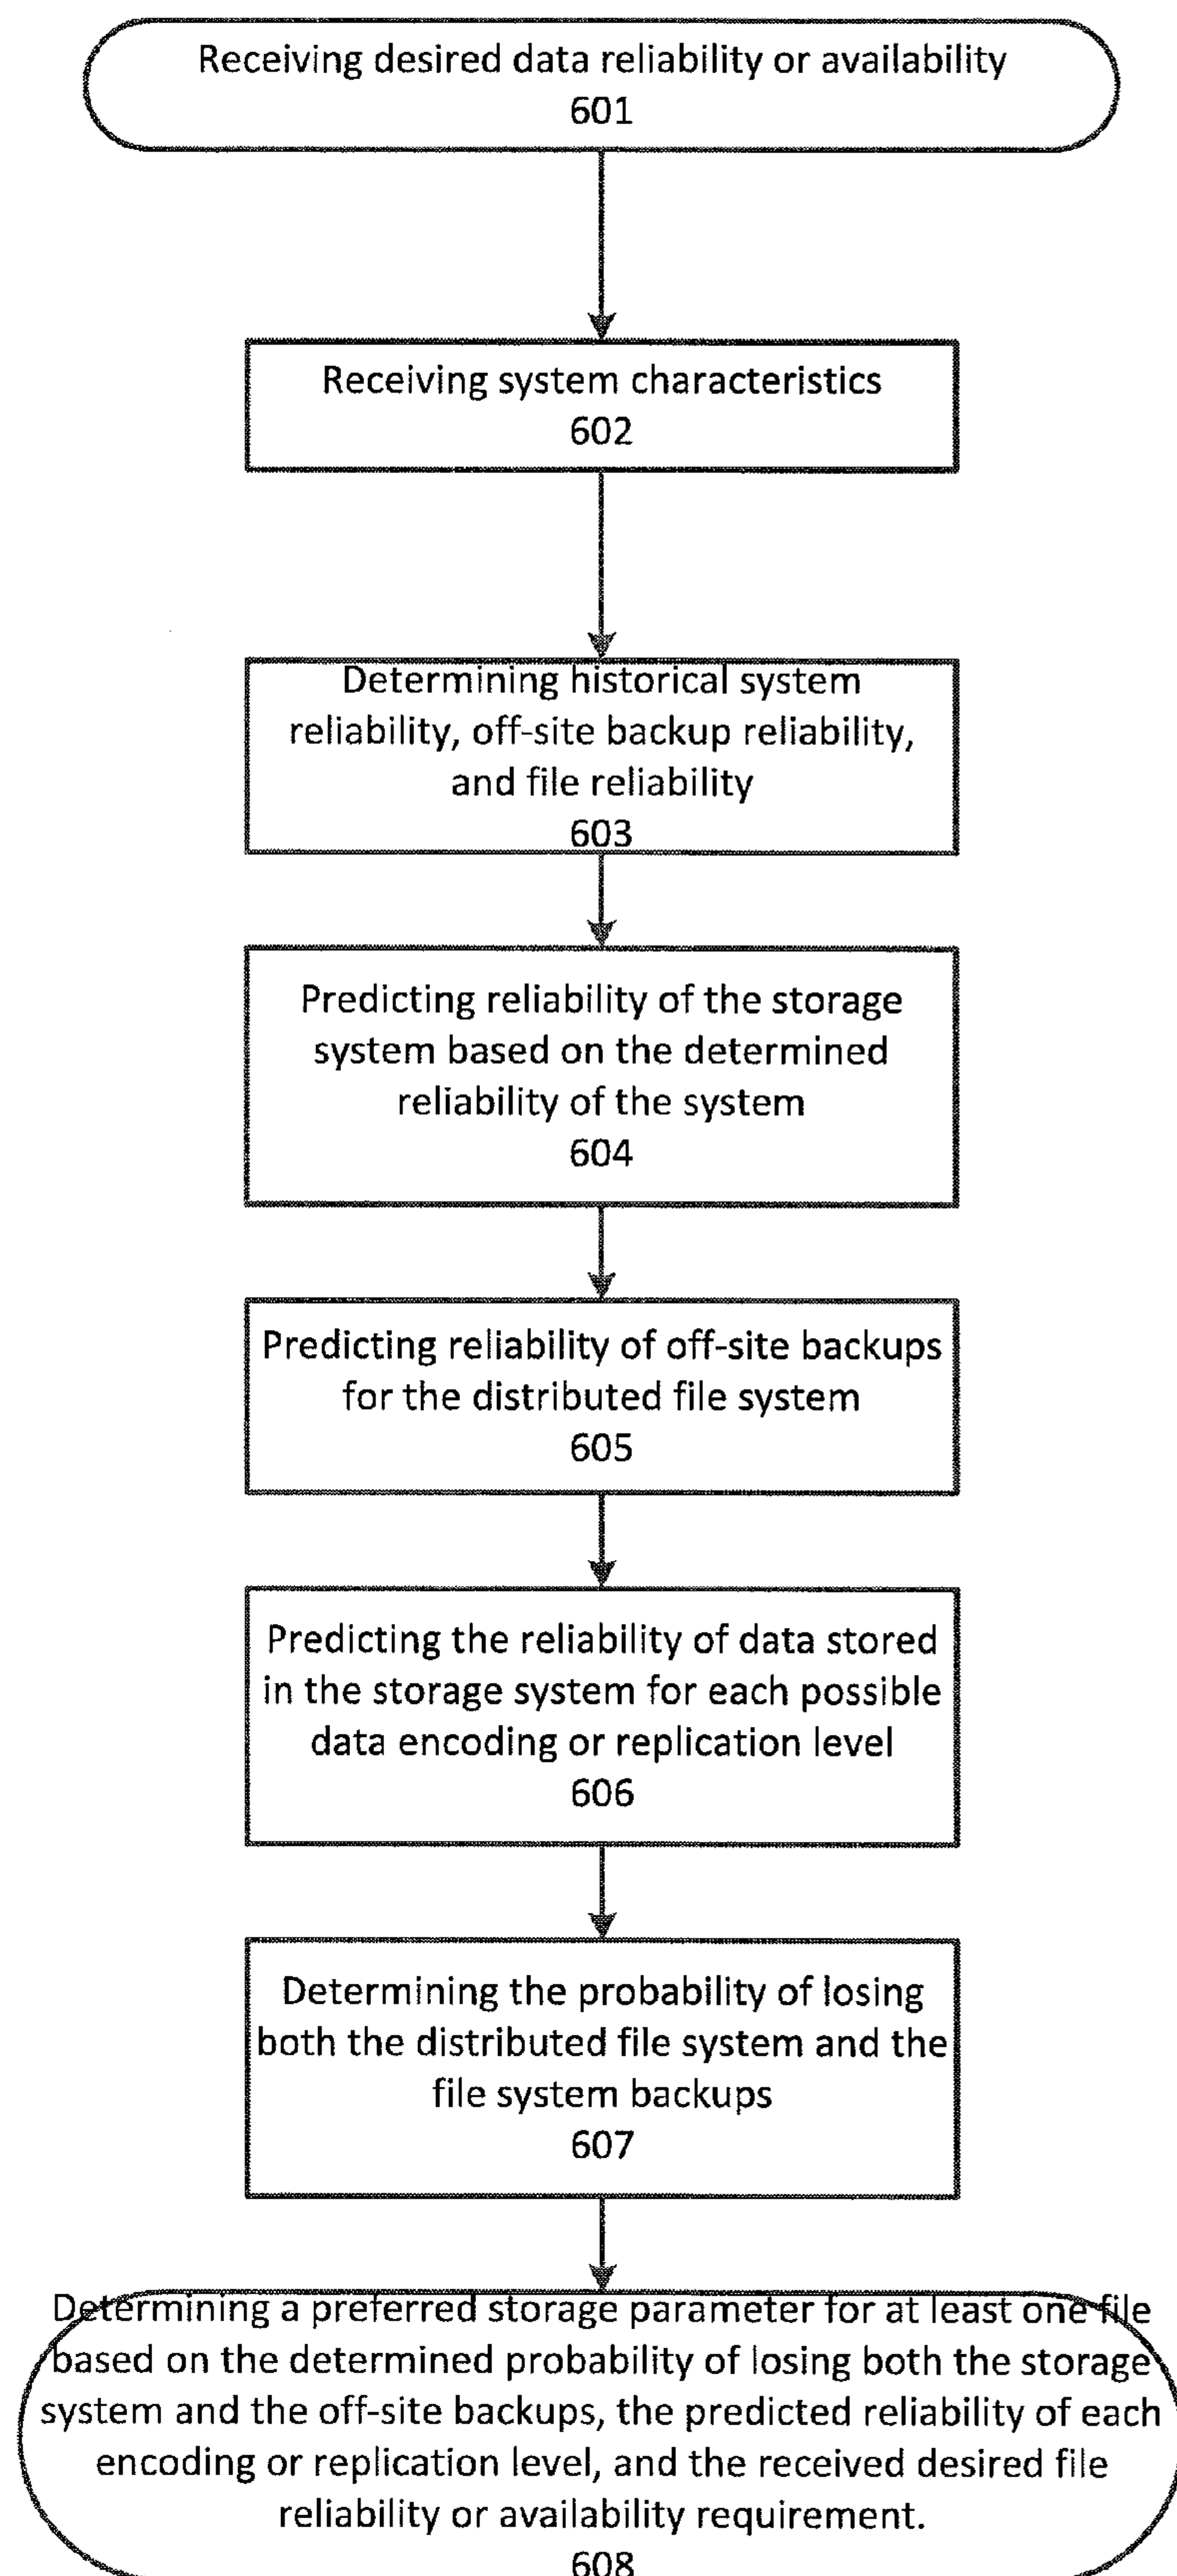 Receiving desired data reliability or availability
601
Receiving system characteristics
602
Determining historical system
reliability, off-site backup reliability,
and file reliability
603
Predicting reliability of the storage
system based on the determined
reliability of the system
604
Predicting reliability of off-site backups
for the distributed file system
605
Predicting the reliability of data stored
in the storage system for each possible
data encoding or replication level
606
Determining the probability of losing
both the distributed file system and the
file system backups
607
Determining a preferred storage parameter for at least one file
based on the determined probability of losing both the storage
system and the off-site backups, the predicted reliability of each
encoding or replication level, and the received desired file
reliability or availability requirement.
608